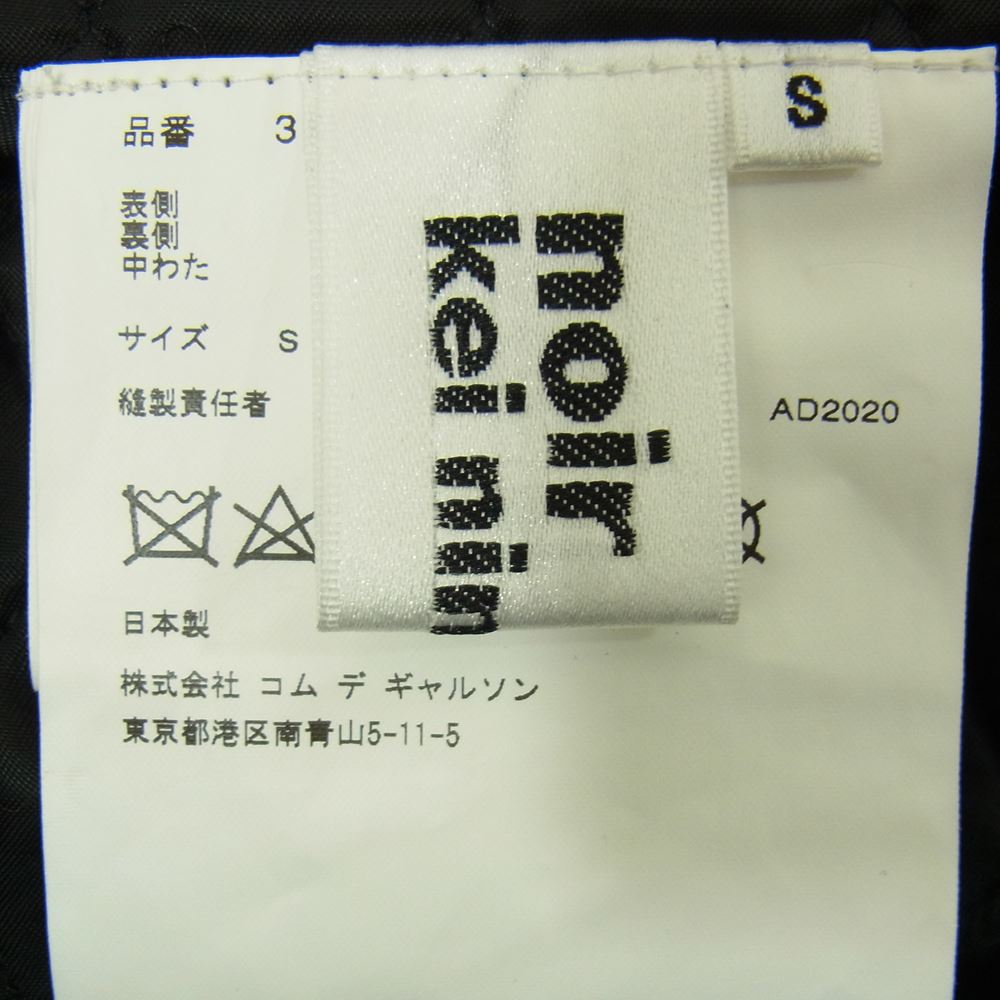 品番 3
表側
裏側
中わた
サイズ S
縫製責任者
AD2020
日本製
株式会社 コム デ ギャルソン
東京都港区南青山5-11-5
noir
kei nin
S